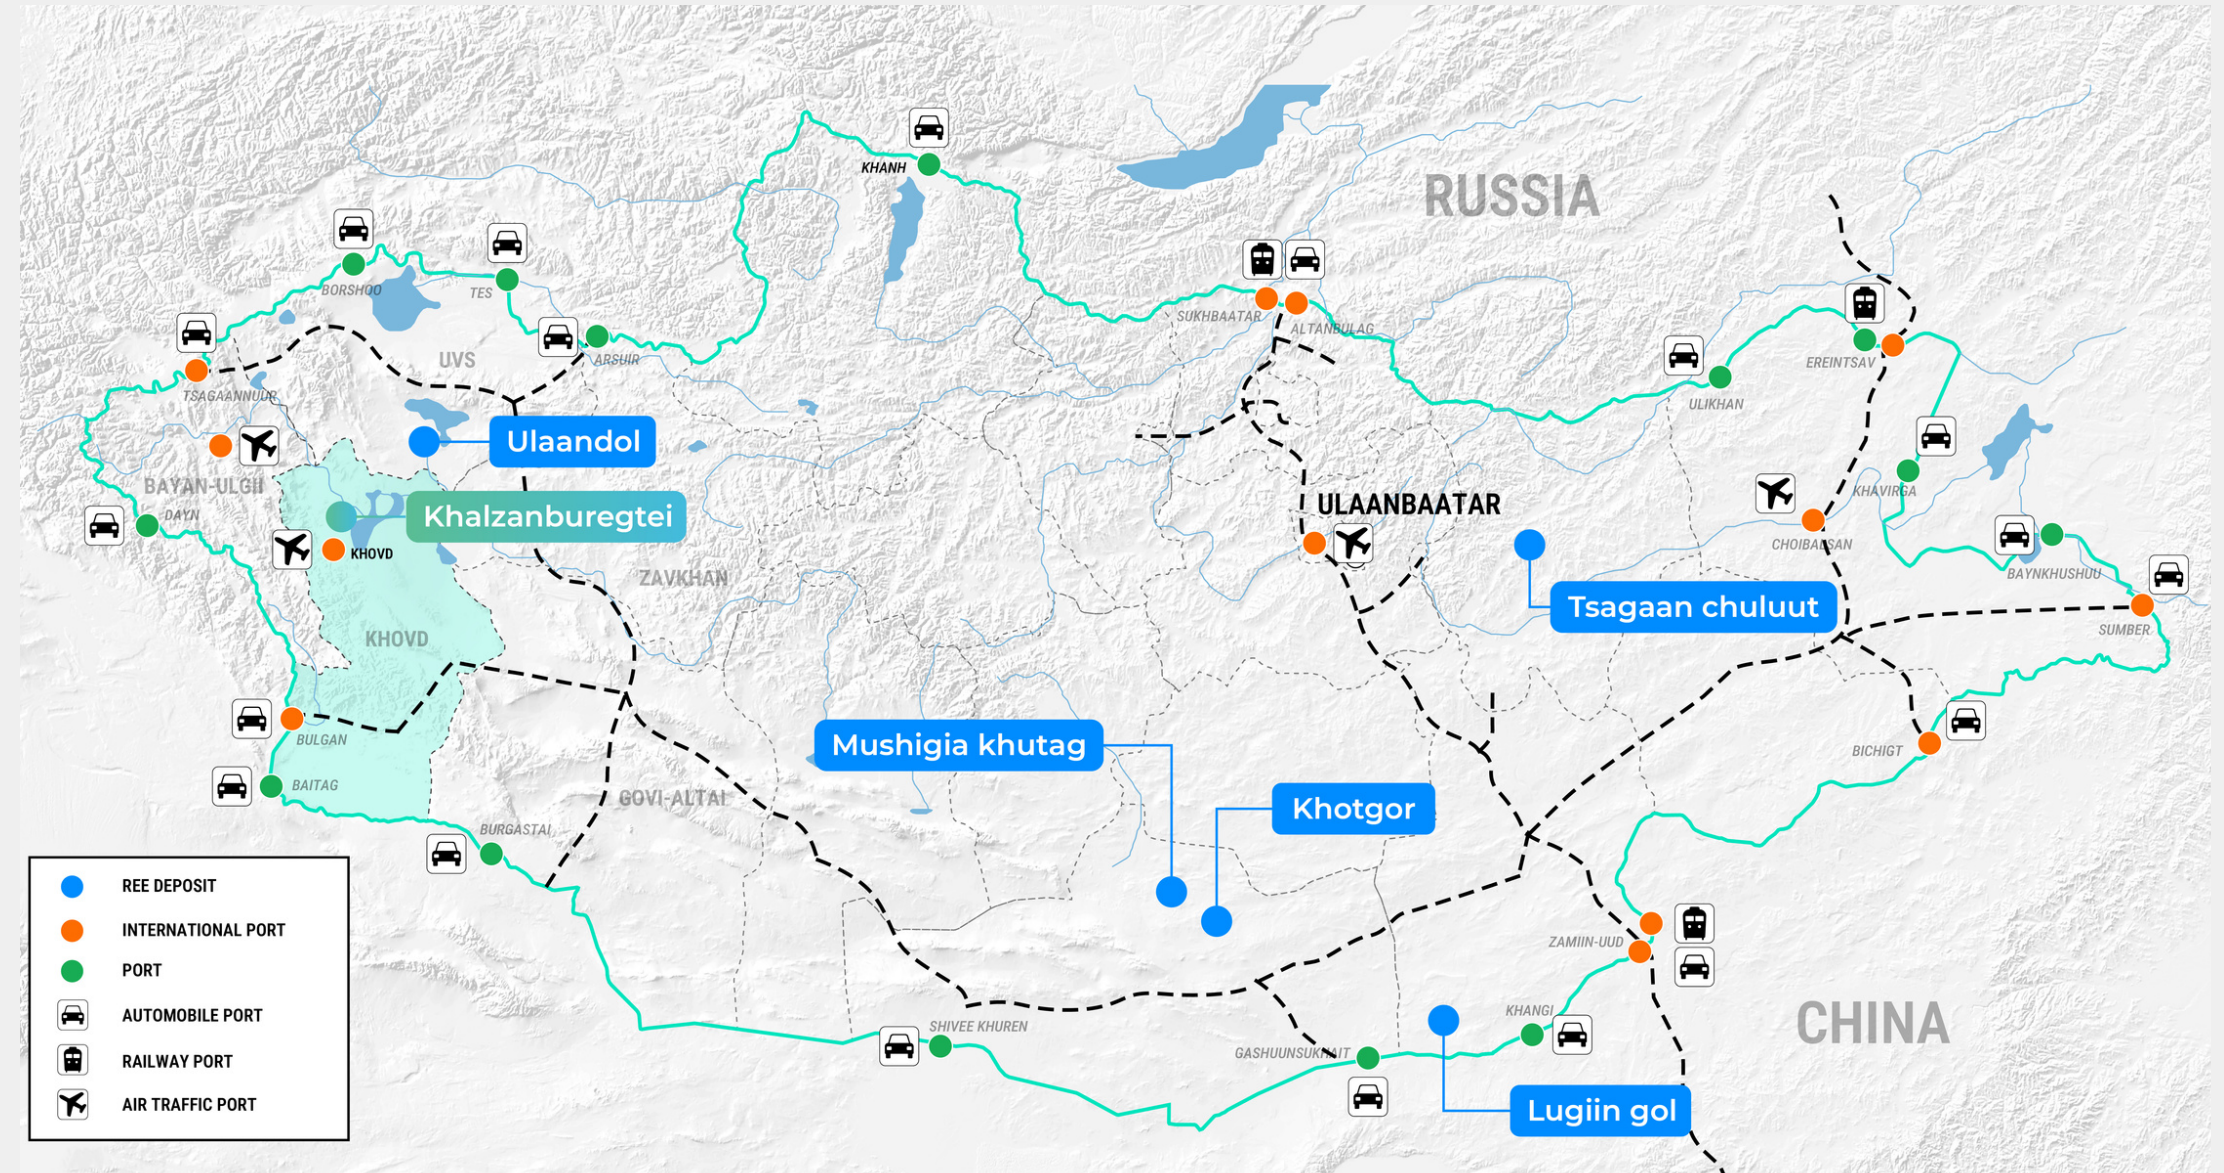 RUSSIA
KHANH
BORSHOO
TES
SUKHBAATAR
ALTANBULAG
ARSUIR
UVS
EREINTSAV
TSAGAANNUUR
ULIKHAN
Ulaandol
BAYAN-ULGII
KHAVIRGA
ULAANBAATAR
DAYN
Khalzanburegtei
KHOVD
CHOIBALSAN
ZAVKHAN
BAYNKHUSHUU
Tsagaan chuluut
SUMBER
KHOVD
BULGAN
Mushigia khutag
BICHIGT
BAITAG
GOVI-ALTAI
Khotgor
BURGASTAI
ZAMIIN-UUD
KHANGI
CHINA
SHIVEE KHUREN
GASHUUNSUKHAIT
Lugiin gol
REE DEPOSIT
INTERNATIONAL PORT
PORT
AUTOMOBILE PORT
RAILWAY PORT
AIR TRAFFIC PORT